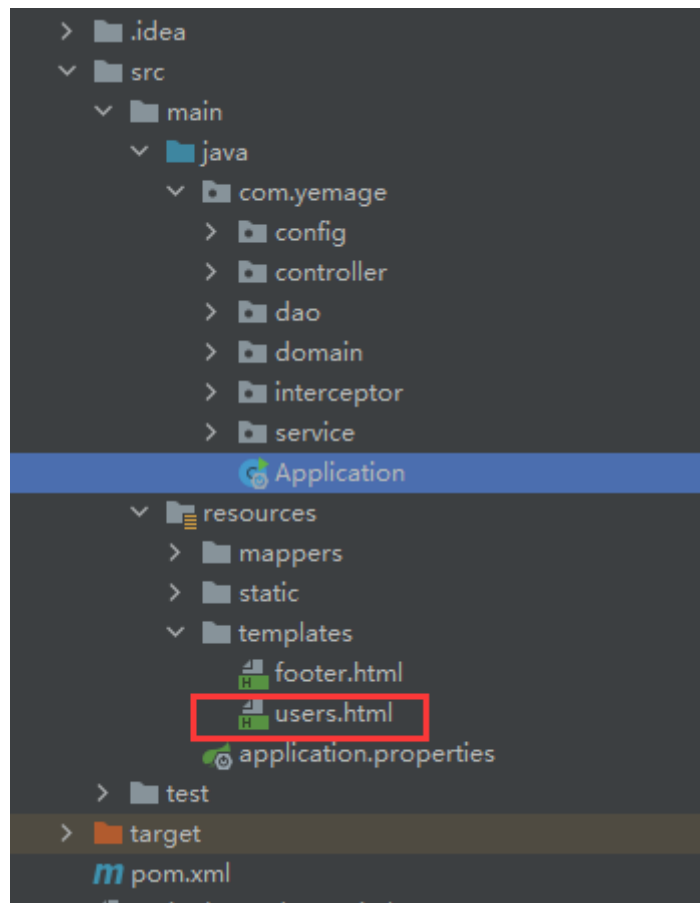 .idea
src
main
java
com.yemage
config
controller
dao
domain
interceptor
service
Application
resources
mappers
static
templates
footer.html
users.html
application.properties
test
target
pom.xml